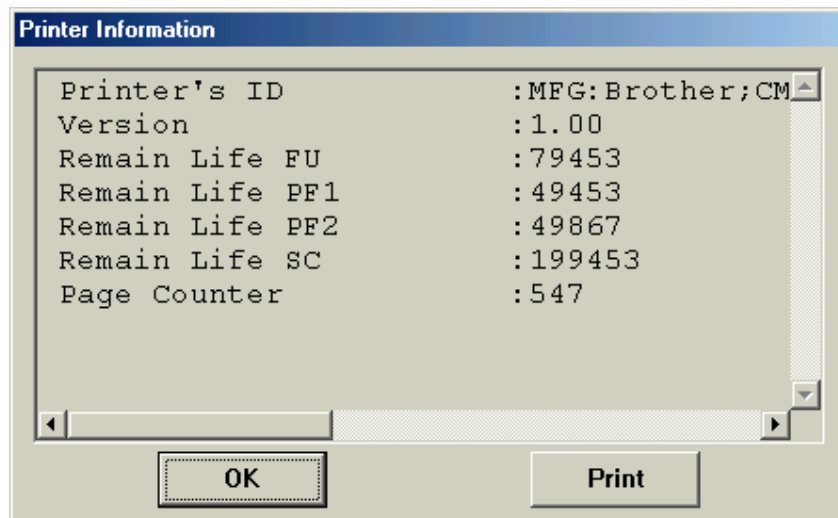 Printer Information
Printer's ID :MFG:Brother;CM
Version :1.00
Remain Life FU :79453
Remain Life PF1 :49453
Remain Life PF2 :49867
Remain Life SC :199453
Page Counter :547
OK Print